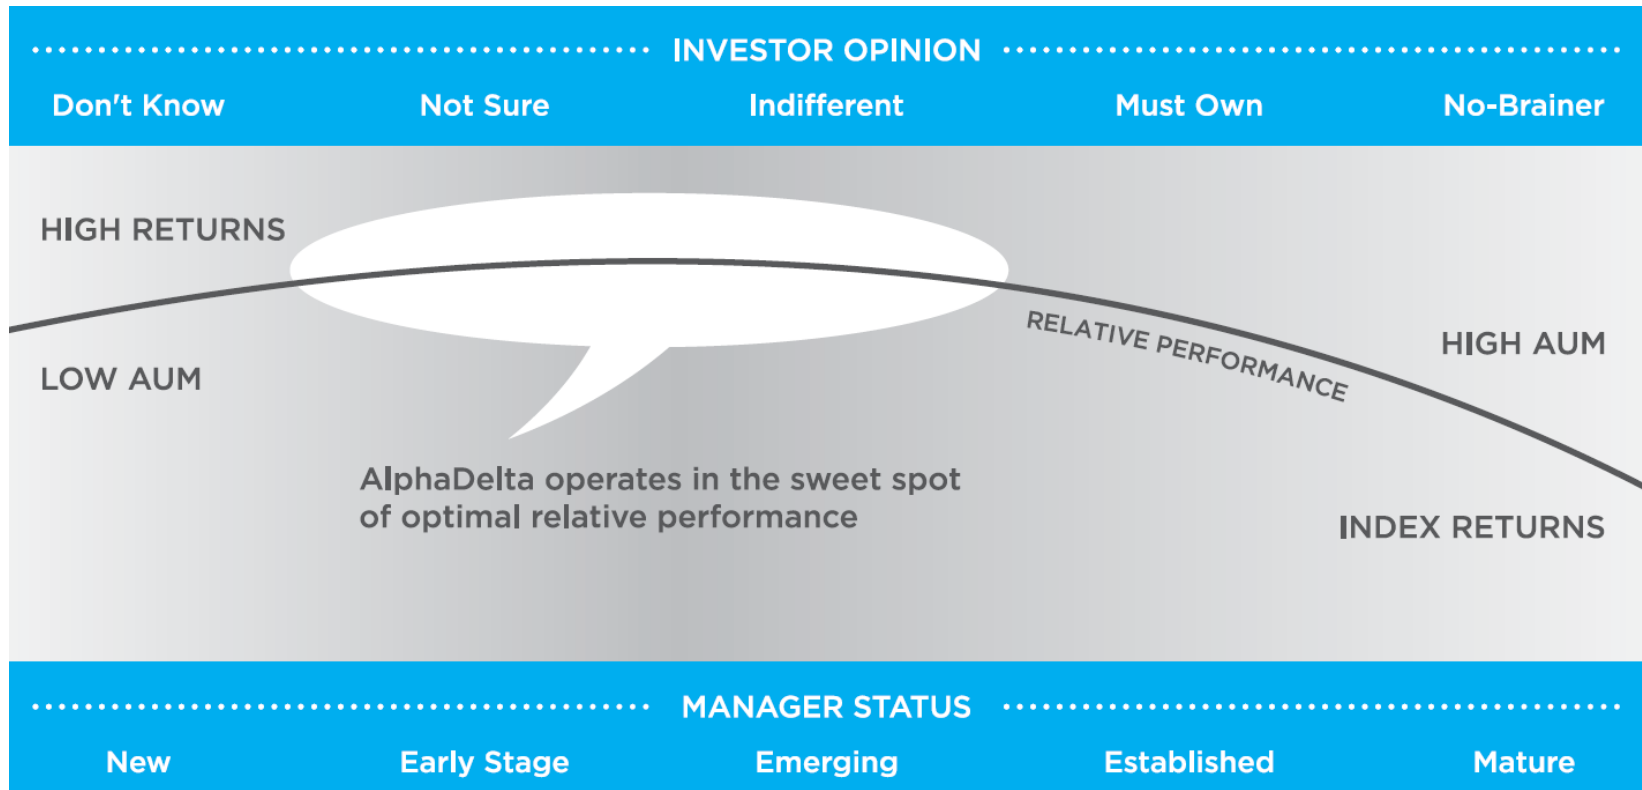 INVESTOR OPINION
Don't Know Not Sure Indifferent Must Own No-Brainer
HIGH RETURNS
LOW AUM
RELATIVE PERFORMANCE
HIGH AUM
AlphaDelta operates in the sweet spot
of optimal relative performance
INDEX RETURNS
MANAGER STATUS
New Early Stage Emerging Established Mature